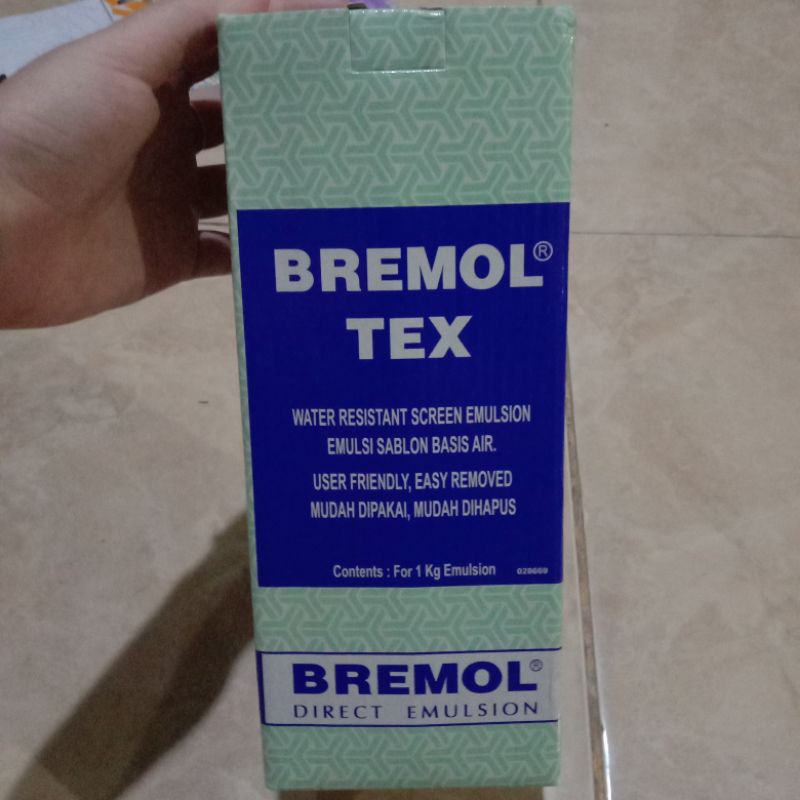 BREMOL®
TEX
WATER RESISTANT SCREEN EMULSION
EMULSI SABLON BASIS AIR.
USER FRIENDLY, EASY REMOVED
MUDAH DIPAKAI, MUDAH DIHAPUS
Contents : For 1 Kg Emulsion
BREMOL®
DIRECT EMULSION